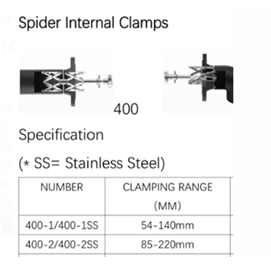 Spider Internal Clamps
400
Specification
(* SS= Stainless Steel)
NUMBER CLAMPING RANGE
(MM)
400-1/400-1SS 54-140mm
400-2/400-2SS 85-220mm